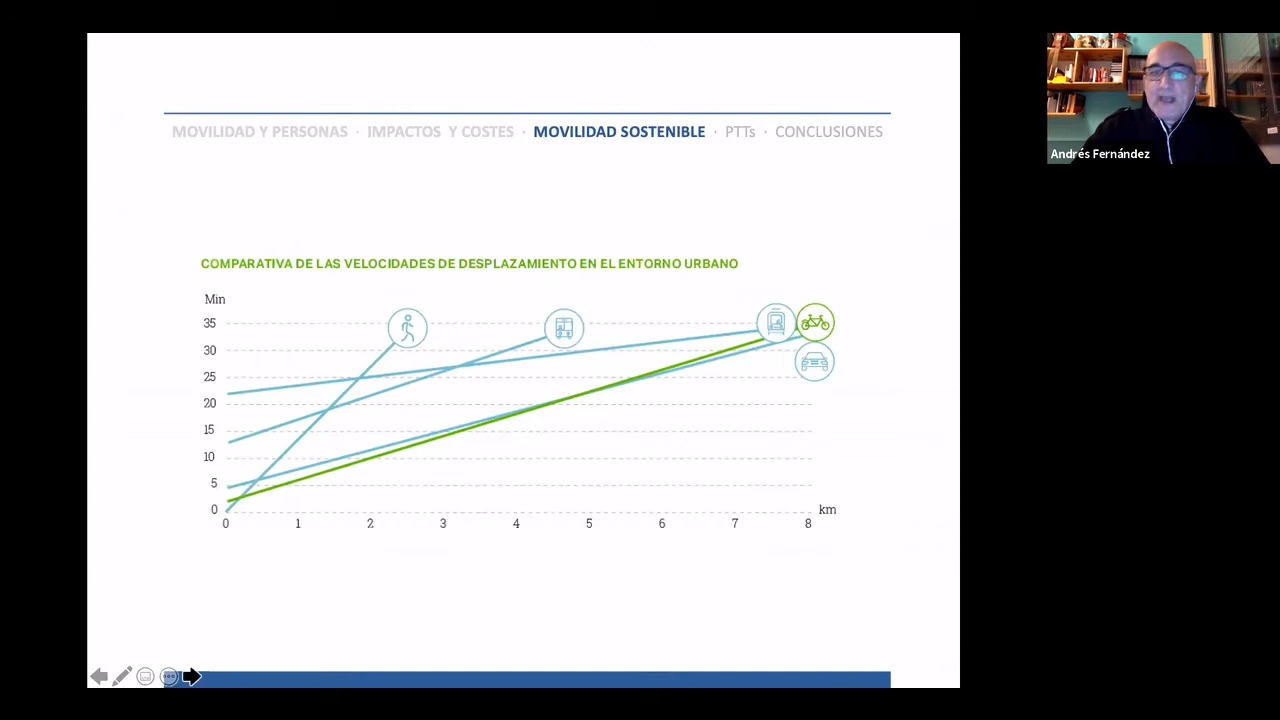 MOVILIDAD Y PERSONAS · IMPACTOS Y COSTES · MOVILIDAD SOSTENIBLE · PTTs · CONCLUSIONES
Andrés Fernández
COMPARATIVA DE LAS VELOCIDADES DE DESPLAZAMIENTO EN EL ENTORNO URBANO
Min
35
30
25
20
15
10
5
0
0 1 2 3 4 5 6 7 8 km